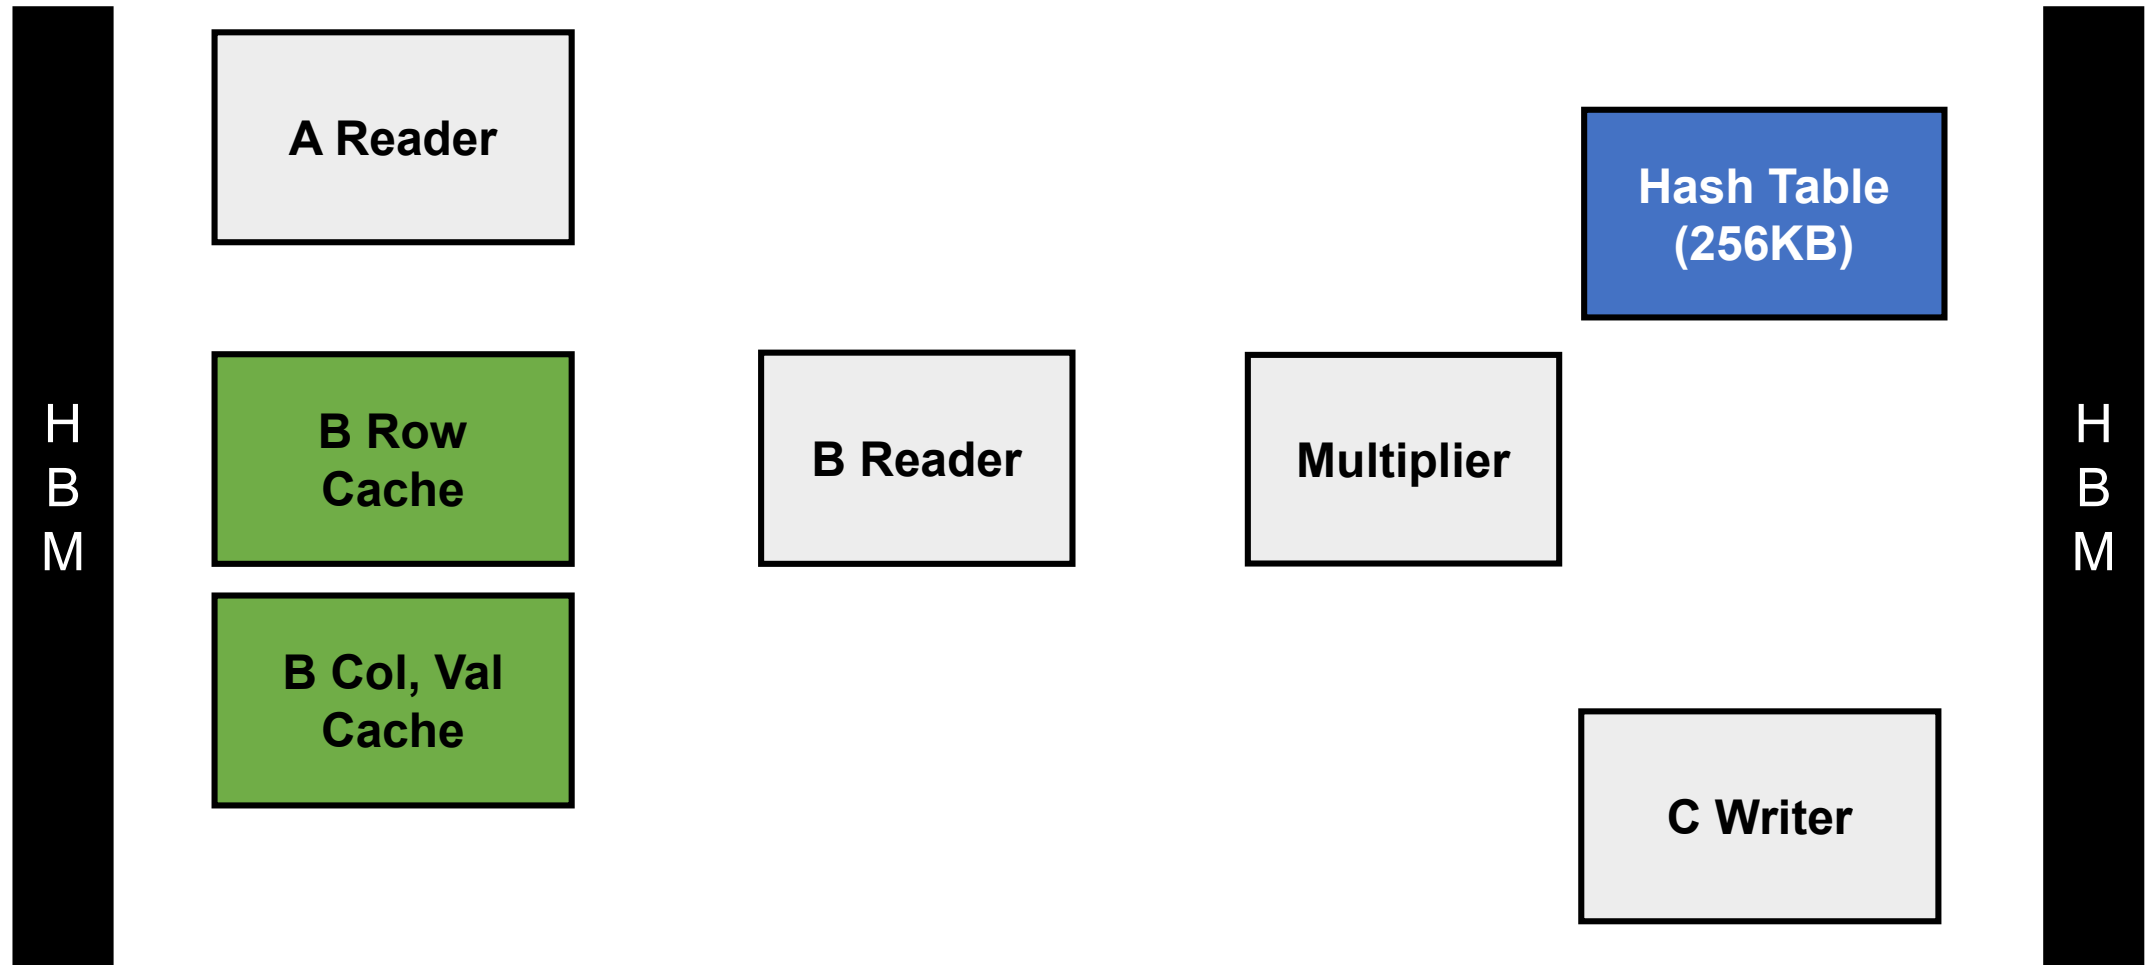 H
B
M
A Reader
B Row
Cache
B Col, Val
Cache
B Reader
Multiplier
Hash Table
(256KB)
C Writer
H
B
M